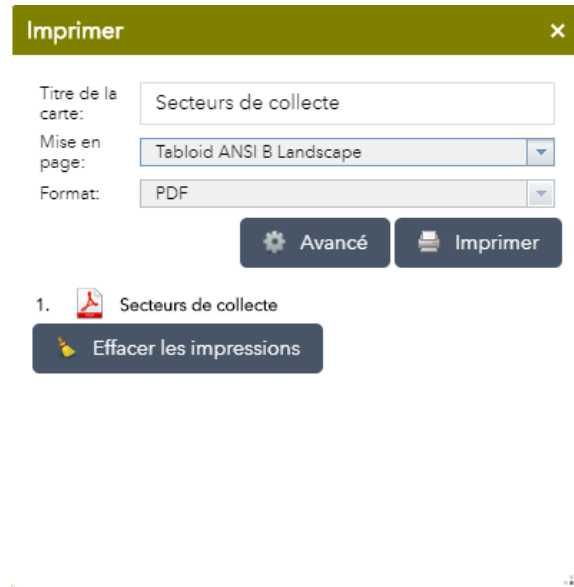 Imprimer ×
Titre de la
carte:
Secteurs de collecte
Mise en
page:
Tabloid ANSI B Landscape
Format:
PDF
Avancé
Imprimer
1. Secteurs de collecte
Effacer les impressions